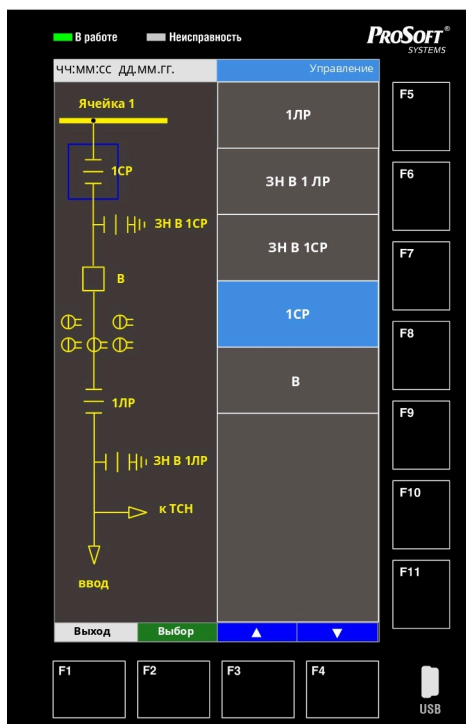 В работе
Неисправность
PROSOFT®
SYSTEMS
чч:мм:сс дд.мм.гг.
Управление
Ячейка 1
1СР
ЗН В 1СР
В
1ЛР
ЗН В 1ЛР
к ТСН
ввод
1ЛР
ЗН В 1 ЛР
ЗН В 1СР
1СР
В
Выход
Выбор
F5
F6
F7
F8
F9
F10
F11
F1
F2
F3
F4
USB